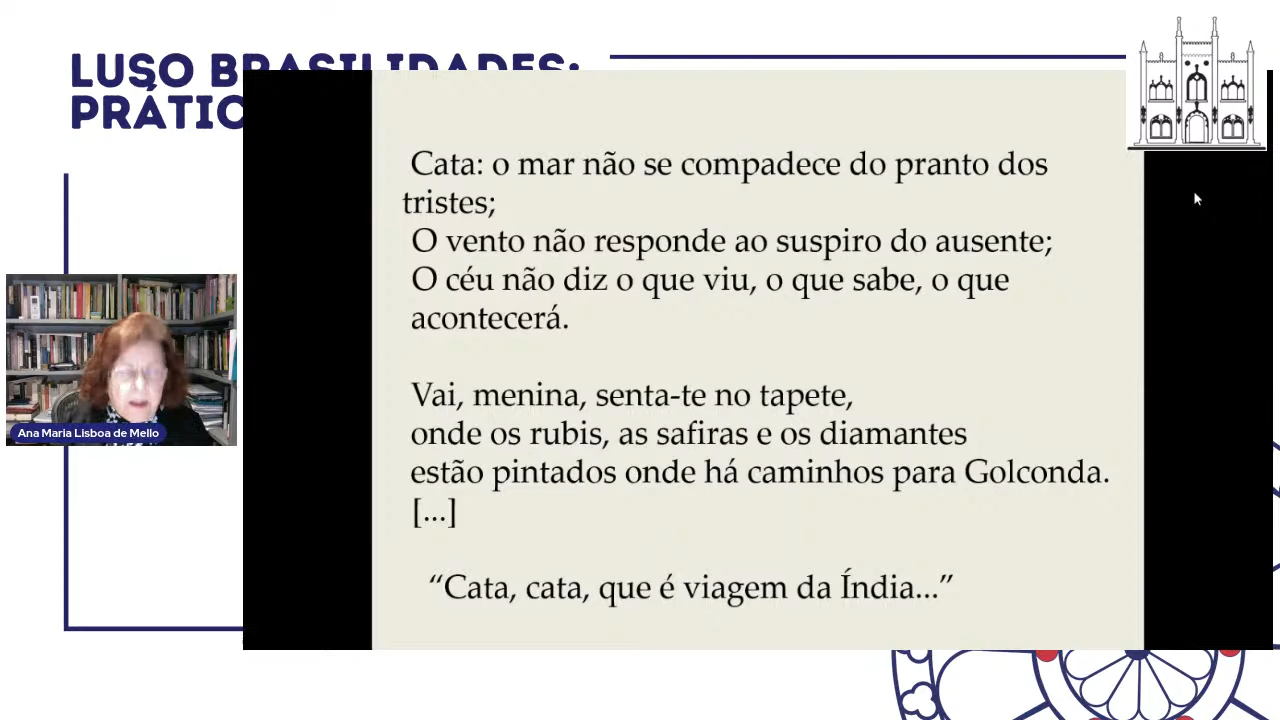 LUSO BRASILIDADES:
PRÁTIC
Cata: o mar não se compadece do pranto dos
tristes;
O vento não responde ao suspiro do ausente;
O céu não diz o que viu, o que sabe, o que
acontecerá.
Vai, menina, senta-te no tapete,
onde os rubis, as safiras e os diamantes
estão pintados onde há caminhos para Golconda.
[...]
“Cata, cata, que é viagem da Índia...”
Ana Maria Lisboa de Mello